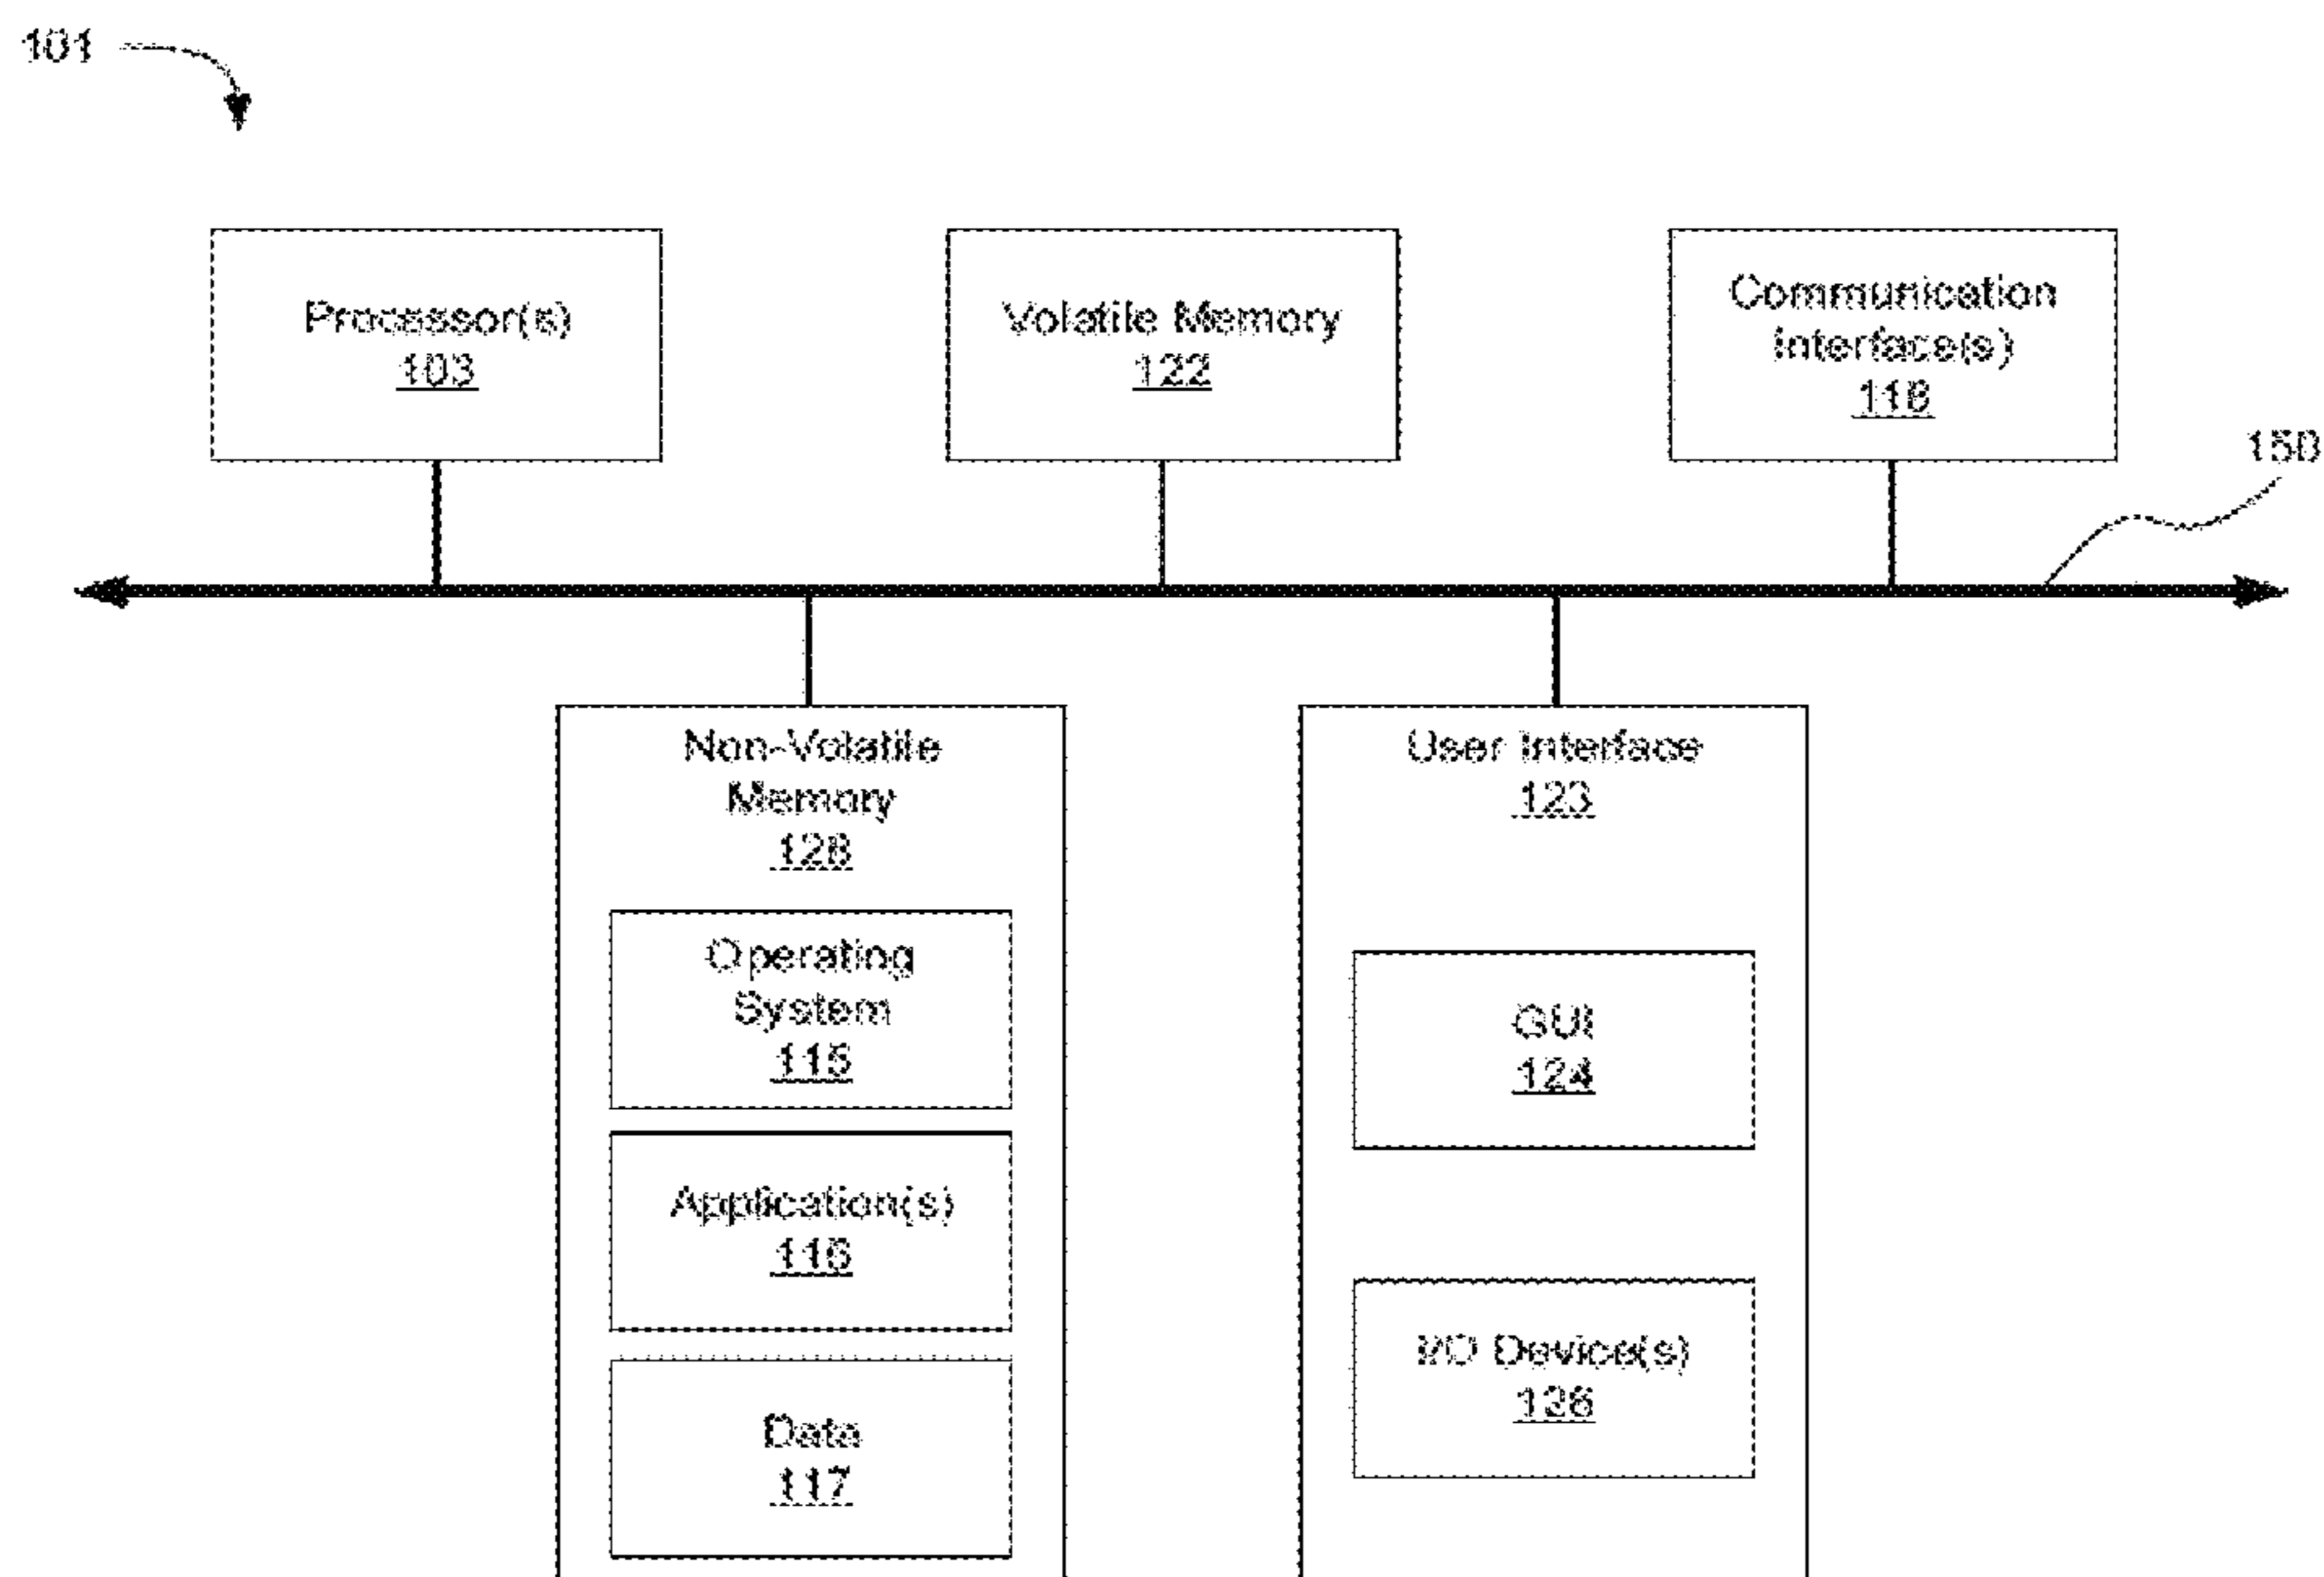 101
Processor(s)
103
Volatile Memory
122
Communication
Interface(s)
118
150
Non-Volatile
Memory
128
Operating
System
115
Application(s)
116
Data
117
User Interface
123
GUI
124
I/O Device(s)
126